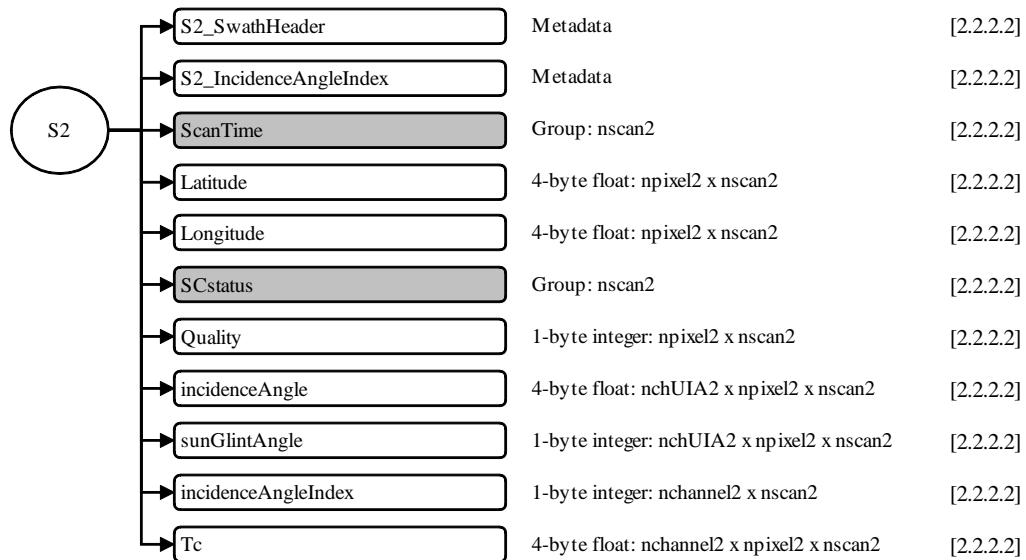 S2_SwathHeader Metadata [2.2.2.2]
S2_IncidenceAngleIndex Metadata [2.2.2.2]
S2 ScanTime Group: nscan2 [2.2.2.2]
Latitude 4-byte float: npixel2 x nscan2 [2.2.2.2]
Longitude 4-byte float: npixel2 x nscan2 [2.2.2.2]
SCstatus Group: nscan2 [2.2.2.2]
Quality 1-byte integer: npixel2 x nscan2 [2.2.2.2]
incidenceAngle 4-byte float: nchUIA2 x npixel2 x nscan2 [2.2.2.2]
sunGlintAngle 1-byte integer: nchUIA2 x npixel2 x nscan2 [2.2.2.2]
incidenceAngleIndex 1-byte integer: nchannel2 x nscan2 [2.2.2.2]
Tc 4-byte float: nchannel2 x npixel2 x nscan2 [2.2.2.2]